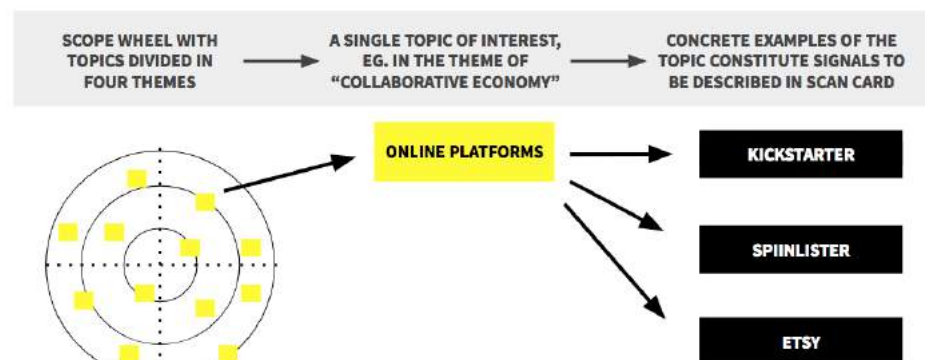 SCOPE WHEEL WITH
TOPICS DIVIDED IN
FOUR THEMES
A SINGLE TOPIC OF INTEREST,
EG. IN THE THEME OF
“COLLABORATIVE ECONOMY”
CONCRETE EXAMPLES OF THE
TOPIC CONSTITUTE SIGNALS TO
BE DESCRIBED IN SCAN CARD
ONLINE PLATFORMS
KICKSTARTER
SPIINLISTER
ETSY